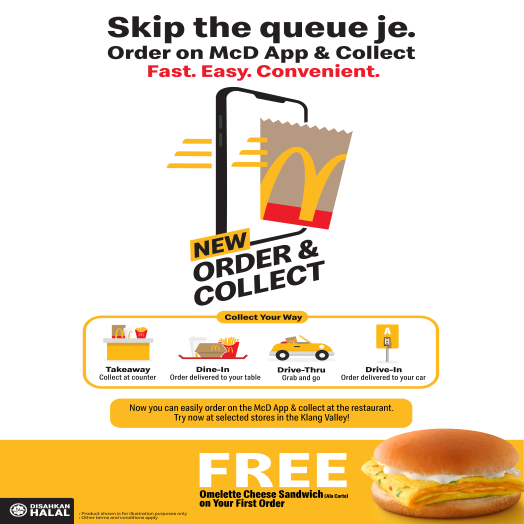 Skip the queue je.
Order on McD App & Collect
Fast. Easy. Convenient.
NEW
ORDER &
COLLECT
Collect Your Way
Takeaway
Collect at counter
Dine-In
Order delivered to your table
Drive-Thru
Grab and go
A
Drive-In
Order delivered to your car
Now you can easily order on the McD App & collect at the restaurant.
Try now at selected stores in the Klang Valley!
FREE
Omelette Cheese Sandwich (Ala Carte)
on Your First Order
DISAHKAN
HALAL
• Product shown is for illustration purposes only
• Other terms and conditions apply